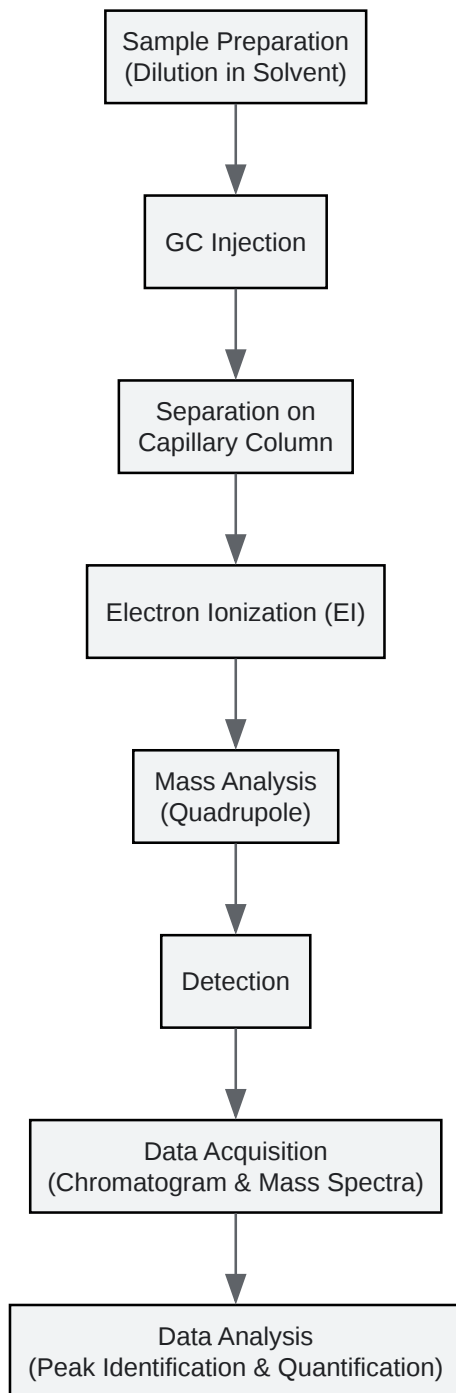 Sample Preparation
(Dilution in Solvent)
GC Injection
Separation on
Capillary Column
Electron Ionization (EI)
Mass Analysis
(Quadrupole)
Detection
Data Acquisition
(Chromatogram & Mass Spectra)
Data Analysis
(Peak Identification & Quantification)